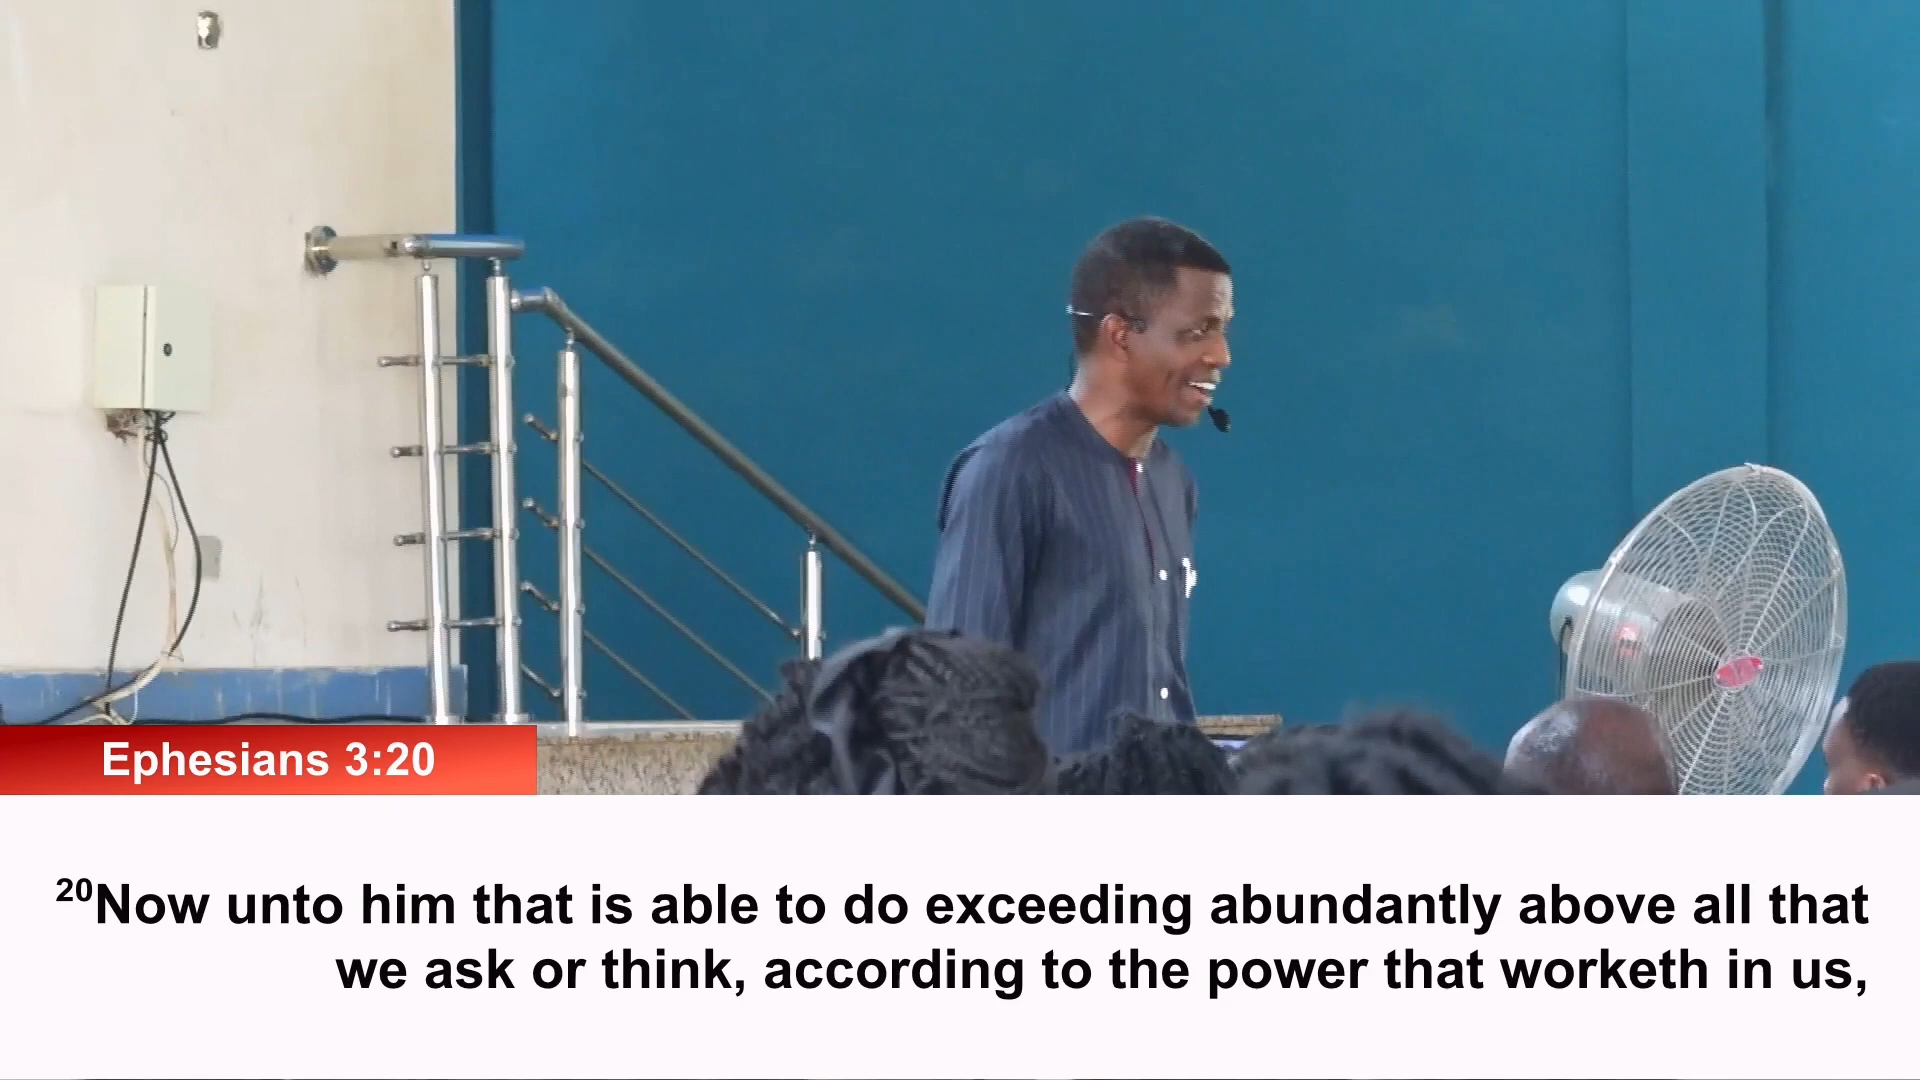 Ephesians 3:20
20Now unto him that is able to do exceeding abundantly above all that
we ask or think, according to the power that worketh in us,